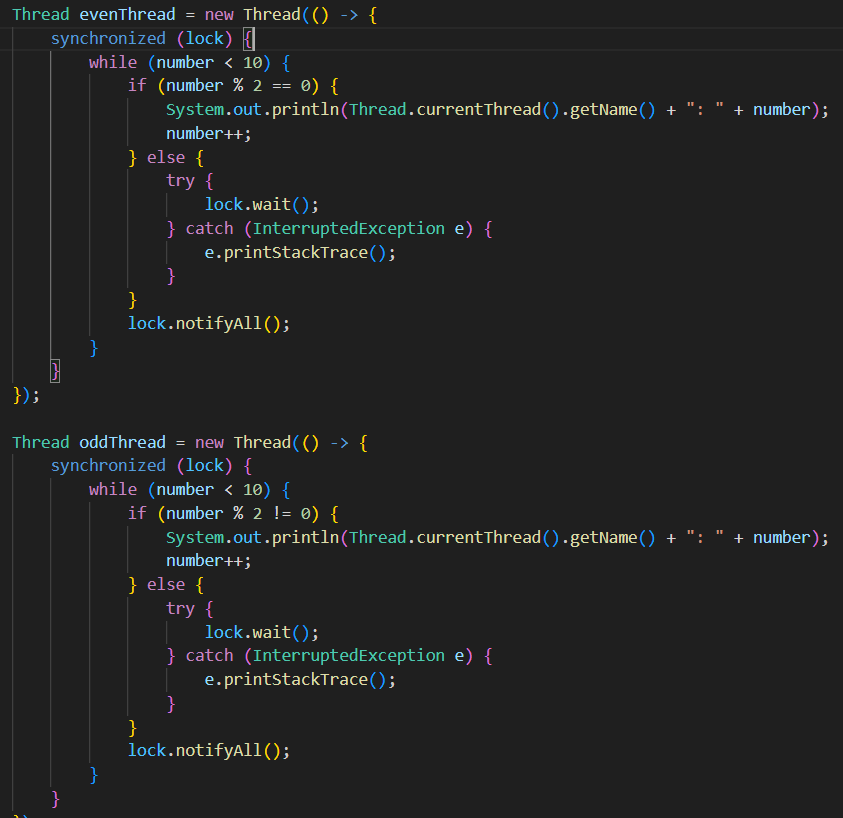 Thread evenThread = new Thread(() -> {
    synchronized (lock) {
        while (number < 10) {
            if (number % 2 == 0) {
                System.out.println(Thread.currentThread().getName() + ": " + number);
                number++;
            } else {
                try {
                    lock.wait();
                } catch (InterruptedException e) {
                    e.printStackTrace();
                }
            }
            lock.notifyAll();
        }
    }
});

Thread oddThread = new Thread(() -> {
    synchronized (lock) {
        while (number < 10) {
            if (number % 2 != 0) {
                System.out.println(Thread.currentThread().getName() + ": " + number);
                number++;
            } else {
                try {
                    lock.wait();
                } catch (InterruptedException e) {
                    e.printStackTrace();
                }
            }
            lock.notifyAll();
        }
    }